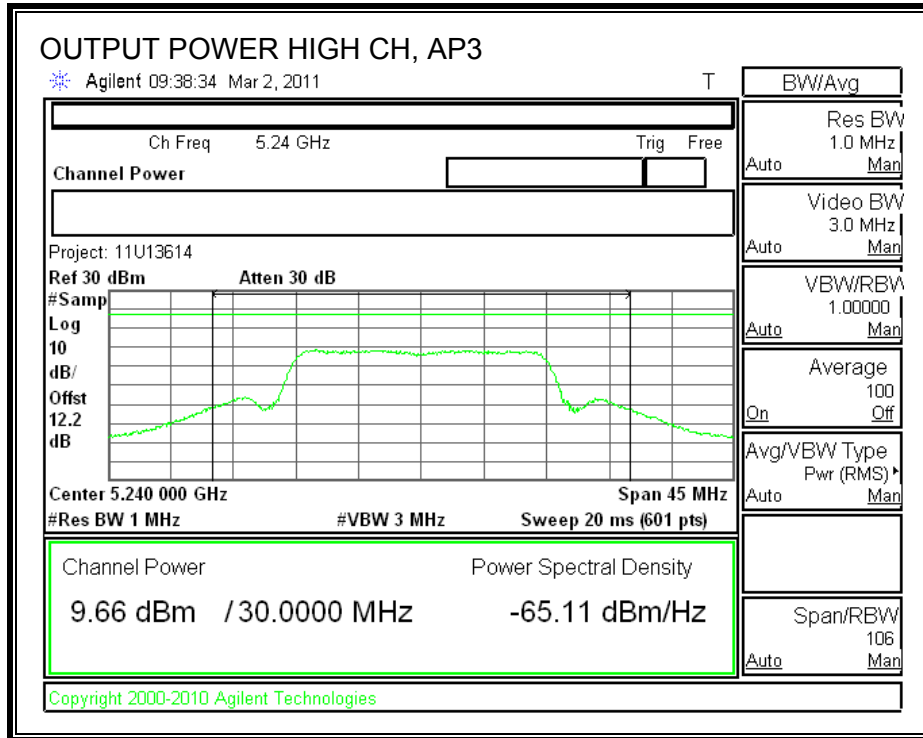 OUTPUT POWER HIGH CH, AP3
Agilent 09:38:34 Mar 2, 2011 T
Ch Freq 5.24 GHz Trig Free
Channel Power
Project: 11U13614
Ref 30 dBm Atten 30 dB
#Samp
Log
10
dB/
Offst
12.2
dB
Center 5.240 000 GHz Span 45 MHz
#Res BW 1 MHz #VBW 3 MHz Sweep 20 ms (601 pts)
Channel Power Power Spectral Density
9.66 dBm /30.0000 MHz -65.11 dBm/Hz
Copyright 2000-2010 Agilent Technologies
BW/Avg
Res BW
1.0 MHz
Auto Man
Video BW
3.0 MHz
Auto Man
VBW/RBW
1.00000
Auto Man
Average
100
On Off
Avg/VBW Type
Pwr (RMS)
Auto Man
Span/RBW
106
Auto Man